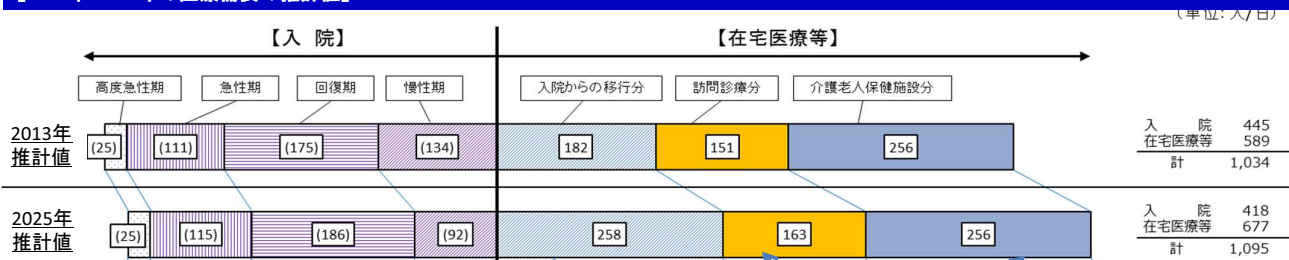 (単位:人/日)
【入 院】 【在宅医療等】
高度急性期 急性期 回復期 慢性期 入院からの移行分 訪問診療分 介護老人保健施設分
2013年
推計値
(25) (111) (175) (134) 182 151 256
入 院 445
在宅医療等 589
計 1,034
2025年
推計値
(25) (115) (186) (92) 258 163 256
入 院 418
在宅医療等 677
計 1,095